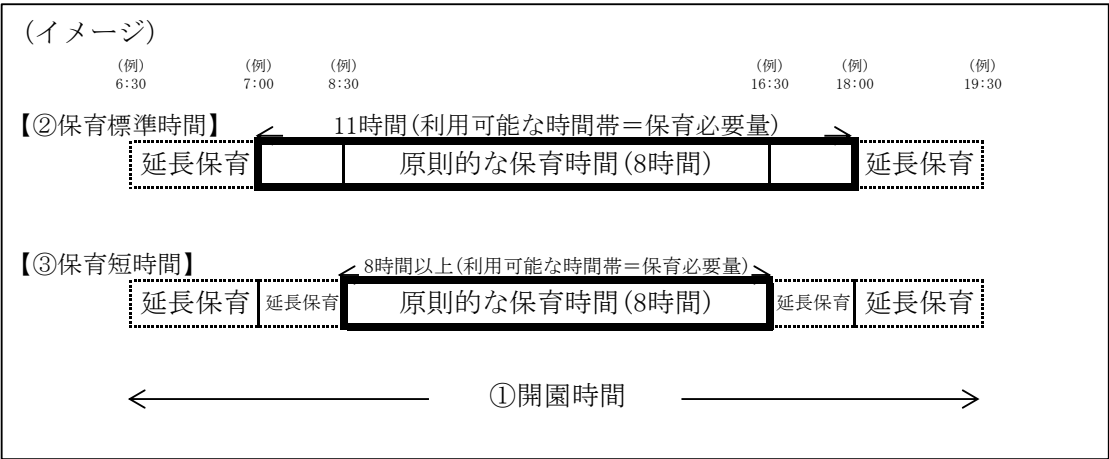 (イメージ)
(例) (例) (例) (例) (例) (例)
6:30 7:00 8:30 16:30 18:00 19:30
【②保育標準時間】 11時間(利用可能な時間帯＝保育必要量)
延長保育 原則的な保育時間(8時間) 延長保育
【③保育短時間】 8時間以上(利用可能な時間帯＝保育必要量)
延長保育 延長保育 原則的な保育時間(8時間) 延長保育 延長保育
①開園時間